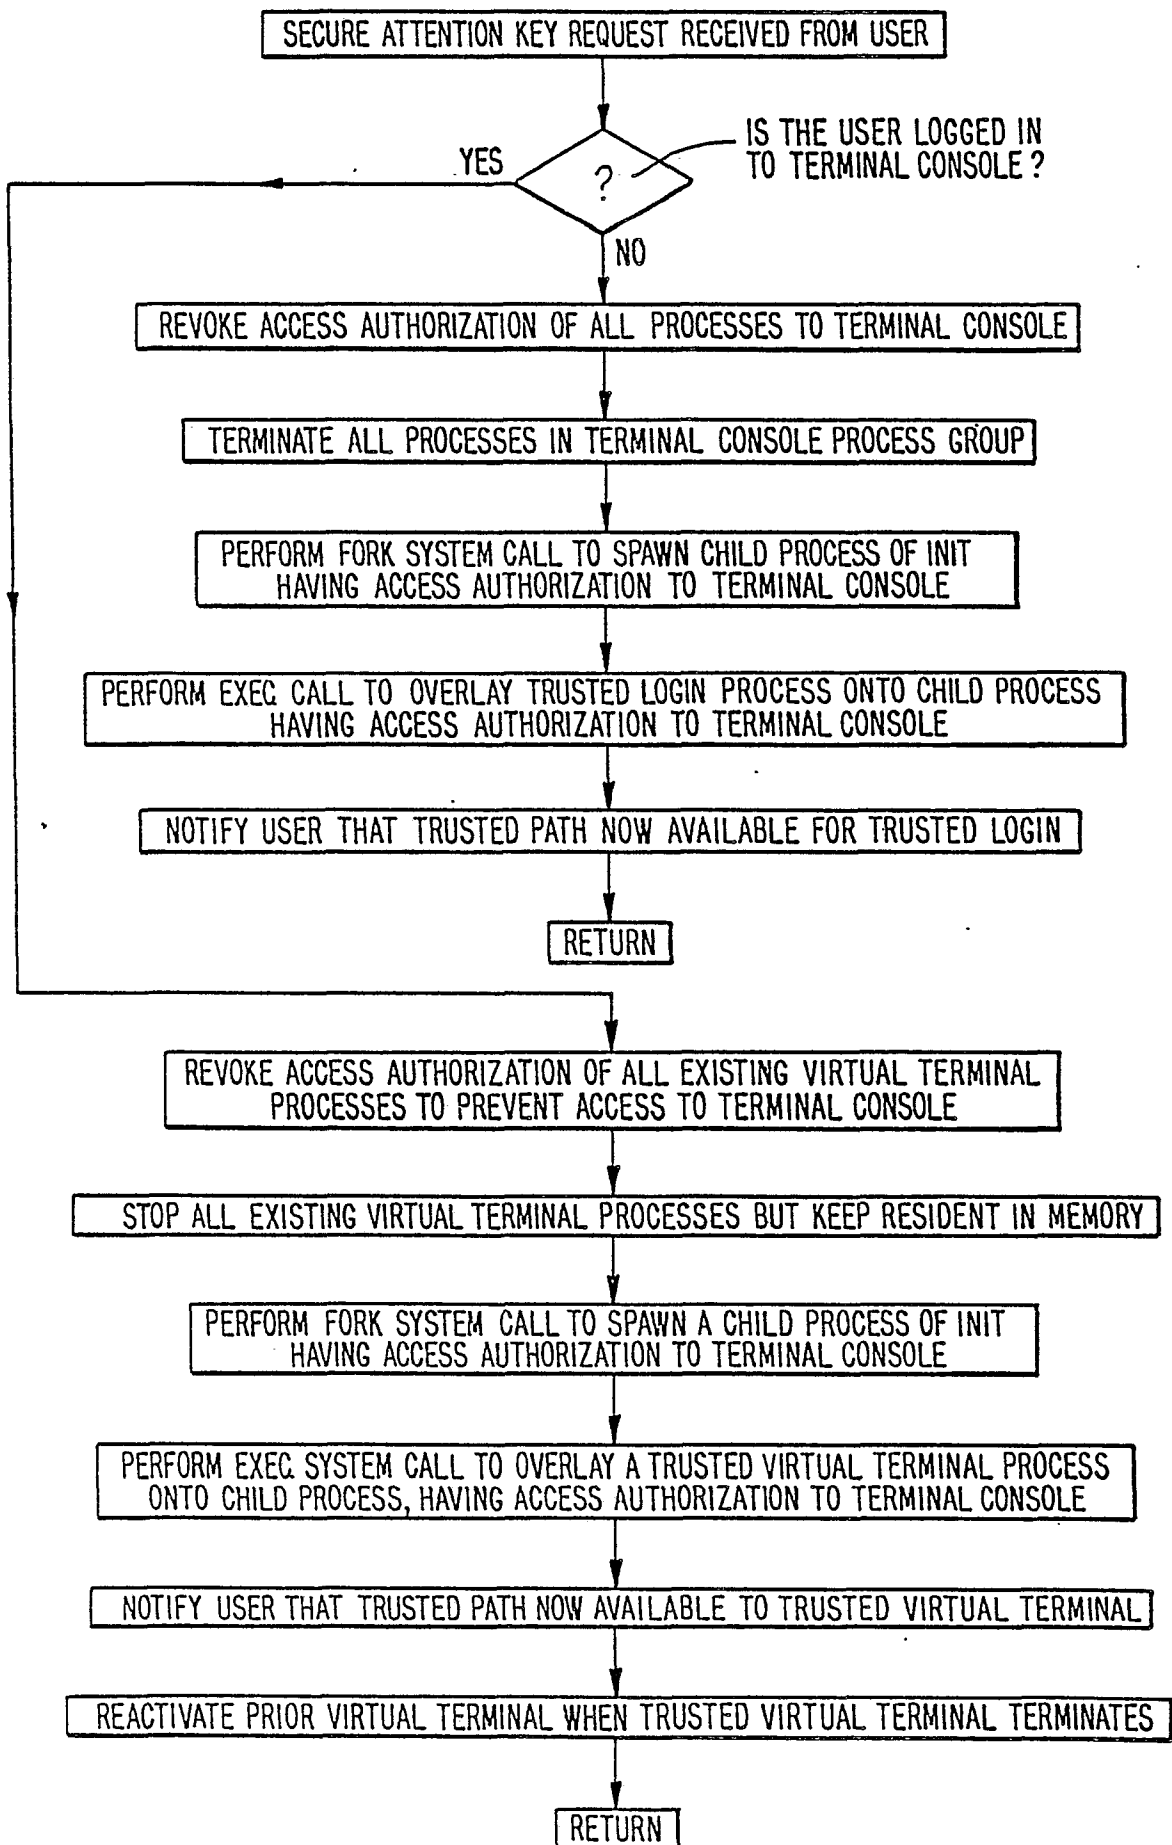 SECURE ATTENTION KEY REQUEST RECEIVED FROM USER
IS THE USER LOGGED IN
TO TERMINAL CONSOLE ?
YES
?
NO
REVOKE ACCESS AUTHORIZATION OF ALL PROCESSES TO TERMINAL CONSOLE
TERMINATE ALL PROCESSES IN TERMINAL CONSOLE PROCESS GROUP
PERFORM FORK SYSTEM CALL TO SPAWN CHILD PROCESS OF INIT
HAVING ACCESS AUTHORIZATION TO TERMINAL CONSOLE
PERFORM EXEC. CALL TO OVERLAY TRUSTED LOGIN PROCESS ONTO CHILD PROCESS
HAVING ACCESS AUTHORIZATION TO TERMINAL CONSOLE
NOTIFY USER THAT TRUSTED PATH NOW AVAILABLE FOR TRUSTED LOGIN
RETURN
REVOKE ACCESS AUTHORIZATION OF ALL EXISTING VIRTUAL TERMINAL
PROCESSES TO PREVENT ACCESS TO TERMINAL CONSOLE
STOP ALL EXISTING VIRTUAL TERMINAL PROCESSES BUT KEEP RESIDENT IN MEMORY
PERFORM FORK SYSTEM CALL TO SPAWN A CHILD PROCESS OF INIT
HAVING ACCESS AUTHORIZATION TO TERMINAL CONSOLE
PERFORM EXEC. SYSTEM CALL TO OVERLAY A TRUSTED VIRTUAL TERMINAL PROCESS
ONTO CHILD PROCESS, HAVING ACCESS AUTHORIZATION TO TERMINAL CONSOLE
NOTIFY USER THAT TRUSTED PATH NOW AVAILABLE TO TRUSTED VIRTUAL TERMINAL
REACTIVATE PRIOR VIRTUAL TERMINAL WHEN TRUSTED VIRTUAL TERMINAL TERMINATES
RETURN